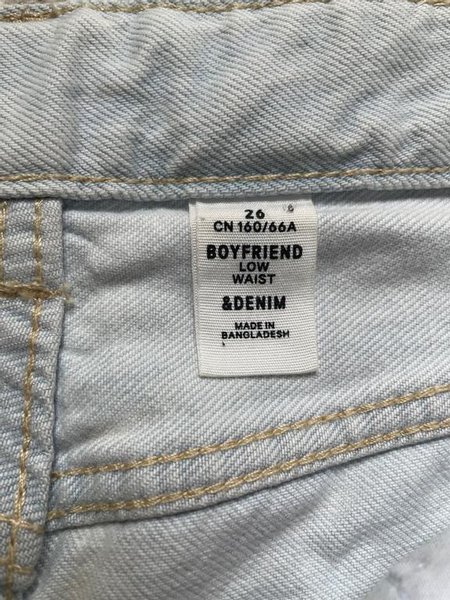 26
CN 160/66A
BOYFRIEND
LOW
WAIST
&DENIM
MADE IN
BANGLADESH